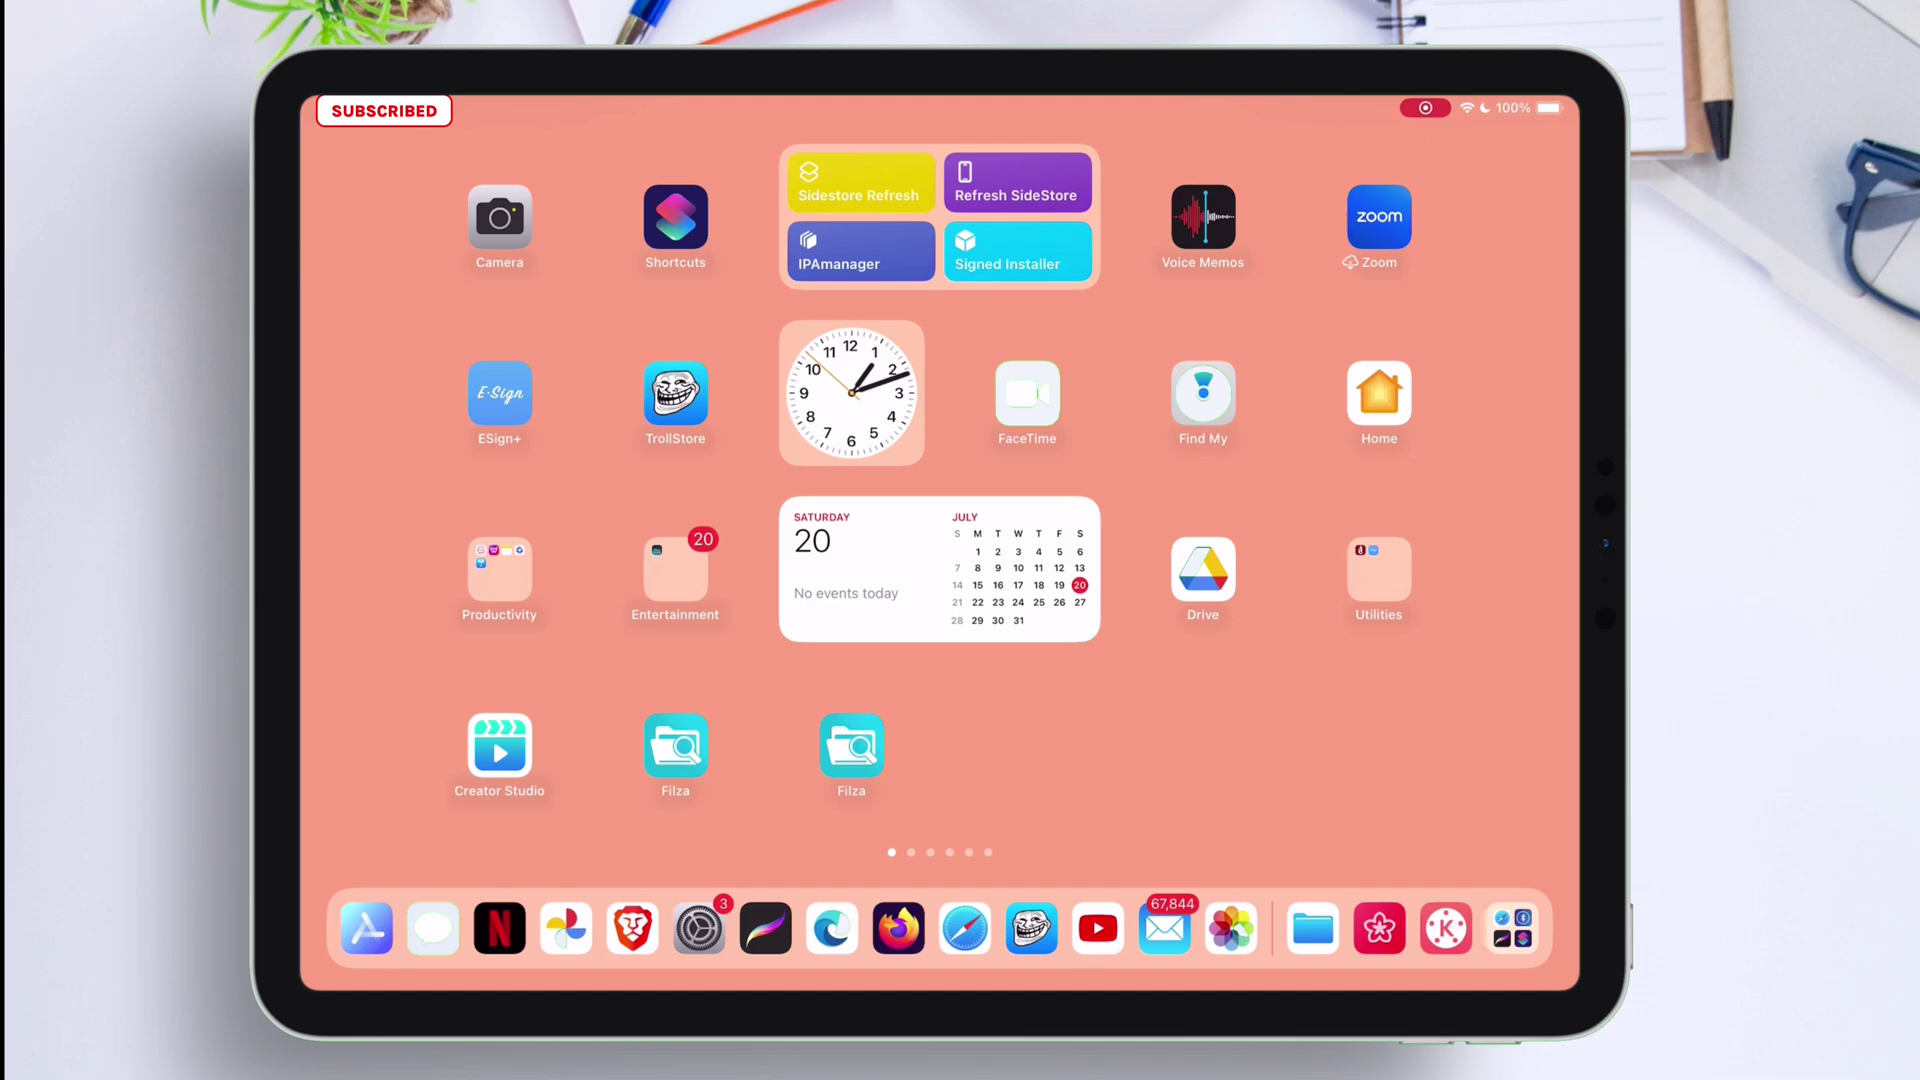 SUBSCRIBED
100%
Sidestore Refresh
Refresh SideStore
IPAmanager
Signed Installer
Camera
Shortcuts
Voice Memos
zoom
Zoom
E-Sign
ESign+
TrollStore
12
1
2
3
4
5
6
7
8
9
10
11
FaceTime
Find My
Home
20
SATURDAY
20
No events today
JULY
S M T W T F S
1 2 3 4 5 6
7 8 9 10 11 12 13
14 15 16 17 18 19 20
21 22 23 24 25 26 27
28 29 30 31
Productivity
Entertainment
Drive
Utilities
Creator Studio
Filza
Filza
N
3
67,844
K